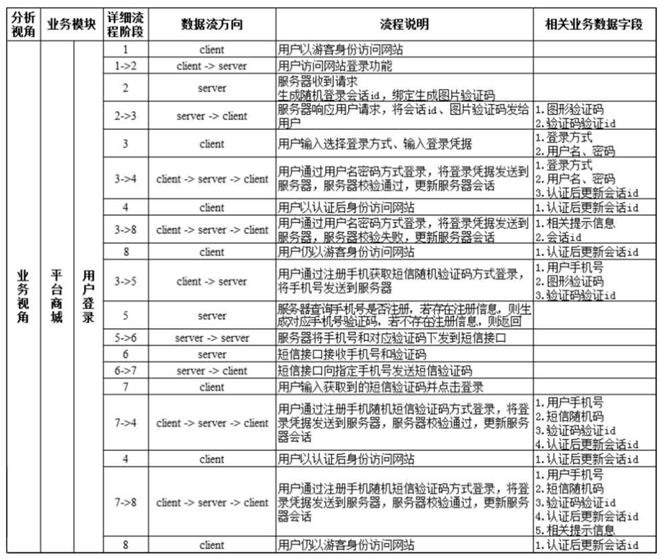 分析视角 业务模块 详细流程阶段 数据流方向 流程说明 相关业务数据字段
业务视角 平台商城 用户登录
1 client 用户以游客身份访问网站
1->2 client -> server 用户访问网站登录功能
2 server 服务器收到请求
生成随机登录会话id，绑定生成图片验证码
2->3 server -> client 服务器响应用户请求，将会话id、图片验证码发给用户 1.图形验证码
2.验证码验证id
3 client 用户输入选择登录方式、输入登录凭据 1.登录方式
2.用户名、密码
3->4 client -> server -> client 用户通过用户名密码方式登录，将登录凭据发送到服务器，服务器校验通过，更新服务器会话 1.登录方式
2.用户名、密码
3.认证后更新会话id
4 client 用户以认证后身份访问网站 1.认证后更新会话id
3->8 client -> server -> client 用户通过用户名密码方式登录，将登录凭据发送到服务器，服务器校验失败，更新服务器会话 1.相关提示信息
2.会话id
8 client 用户仍以游客身份访问网站 1.认证后更新会话id
3->5 client -> server 用户通过注册手机获取短信随机验证码方式登录，将手机号发送到服务器 1.用户手机号
2.图形验证码
3.验证码验证id
5 server 服务器查询手机号是否注册，若存在注册信息，则生成对应手机号验证码，若不存在注册信息，则返回
5->6 server -> server 服务器将手机号和对应验证码下发到短信接口
6 server 短信接口接收手机号和验证码
6->7 server -> client 短信接口向指定手机号发送短信验证码
7 client 用户输入获取到的短信验证码并点击登录
7->4 client -> server -> client 用户通过注册手机随机短信验证码方式登录，将登录凭据发送到服务器，服务器校验通过，更新服务器会话 1.用户手机号
2.短信随机码
3.验证码验证id
4.认证后更新会话id
4 client 用户以认证后身份访问网站 1.认证后更新会话id
7->8 client -> server -> client 用户通过注册手机随机短信验证码方式登录，将登录凭据发送到服务器，服务器校验通过，更新服务器会话 1.用户手机号
2.短信随机码
3.验证码验证id
4.认证后更新会话id
5.相关提示信息
8 client 用户仍以游客身份访问网站 1.认证后更新会话id